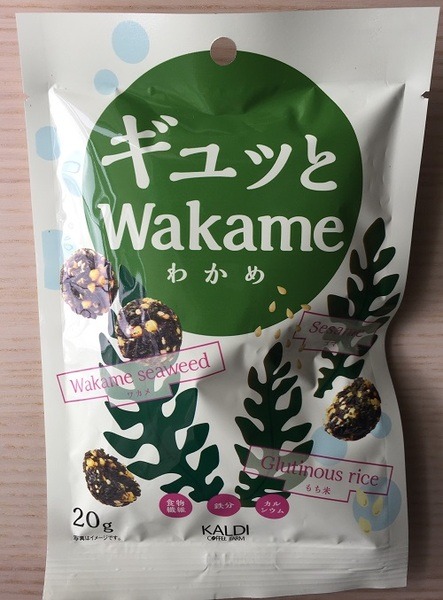 ギュッと
Wakame
わかめ
Sesame
Wakame seaweed
ワカメ
Glutinous rice
もち米
食物
繊維
鉄分
カル
シウム
20g
写真はイメージです。
KALDI
COFFEE FARM